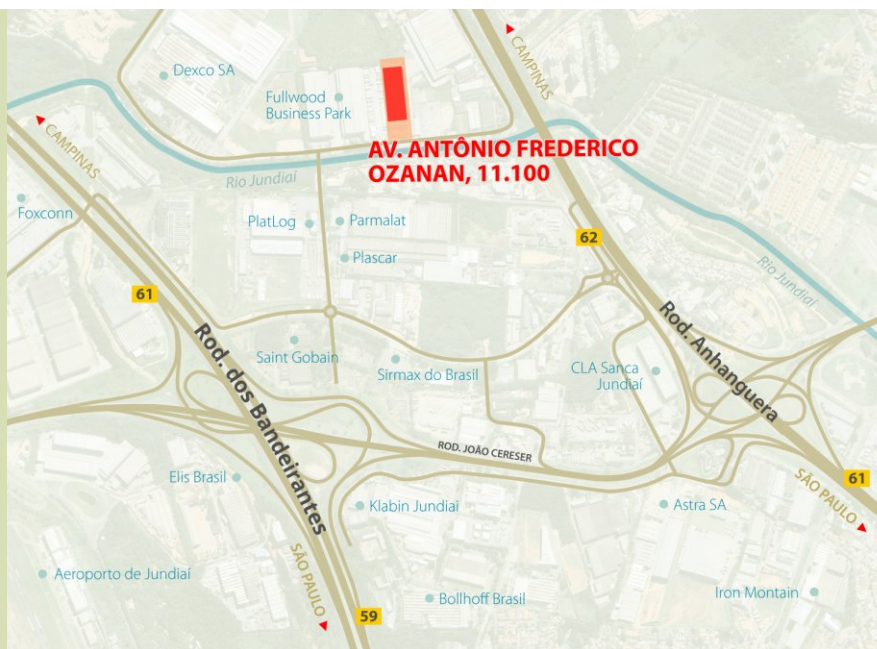 CAMPINAS
Dexco SA
Fullwood
Business Park
AV. ANTÔNIO FREDERICO
OZANAN, 11.100
CAMPINAS
Rio Jundiaí
Foxconn
PlatLog
Parmalat
Plascar
62
Rio Jundiaí
61
Rod. dos Bandeirantes
Saint Gobain
Sirmax do Brasil
CLA Sanca
Jundiaí
Rod. Anhanguera
ROD. JOÃO CERESER
Elis Brasil
Klabin Jundiaí
Astra SA
SÃO PAULO
61
SÃO PAULO
Aeroporto de Jundiaí
Bollhoff Brasil
Iron Montain
59